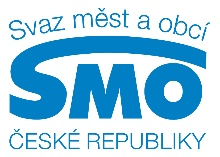 Svaz měst a obcí
SMO
ČESKÉ REPUBLIKY